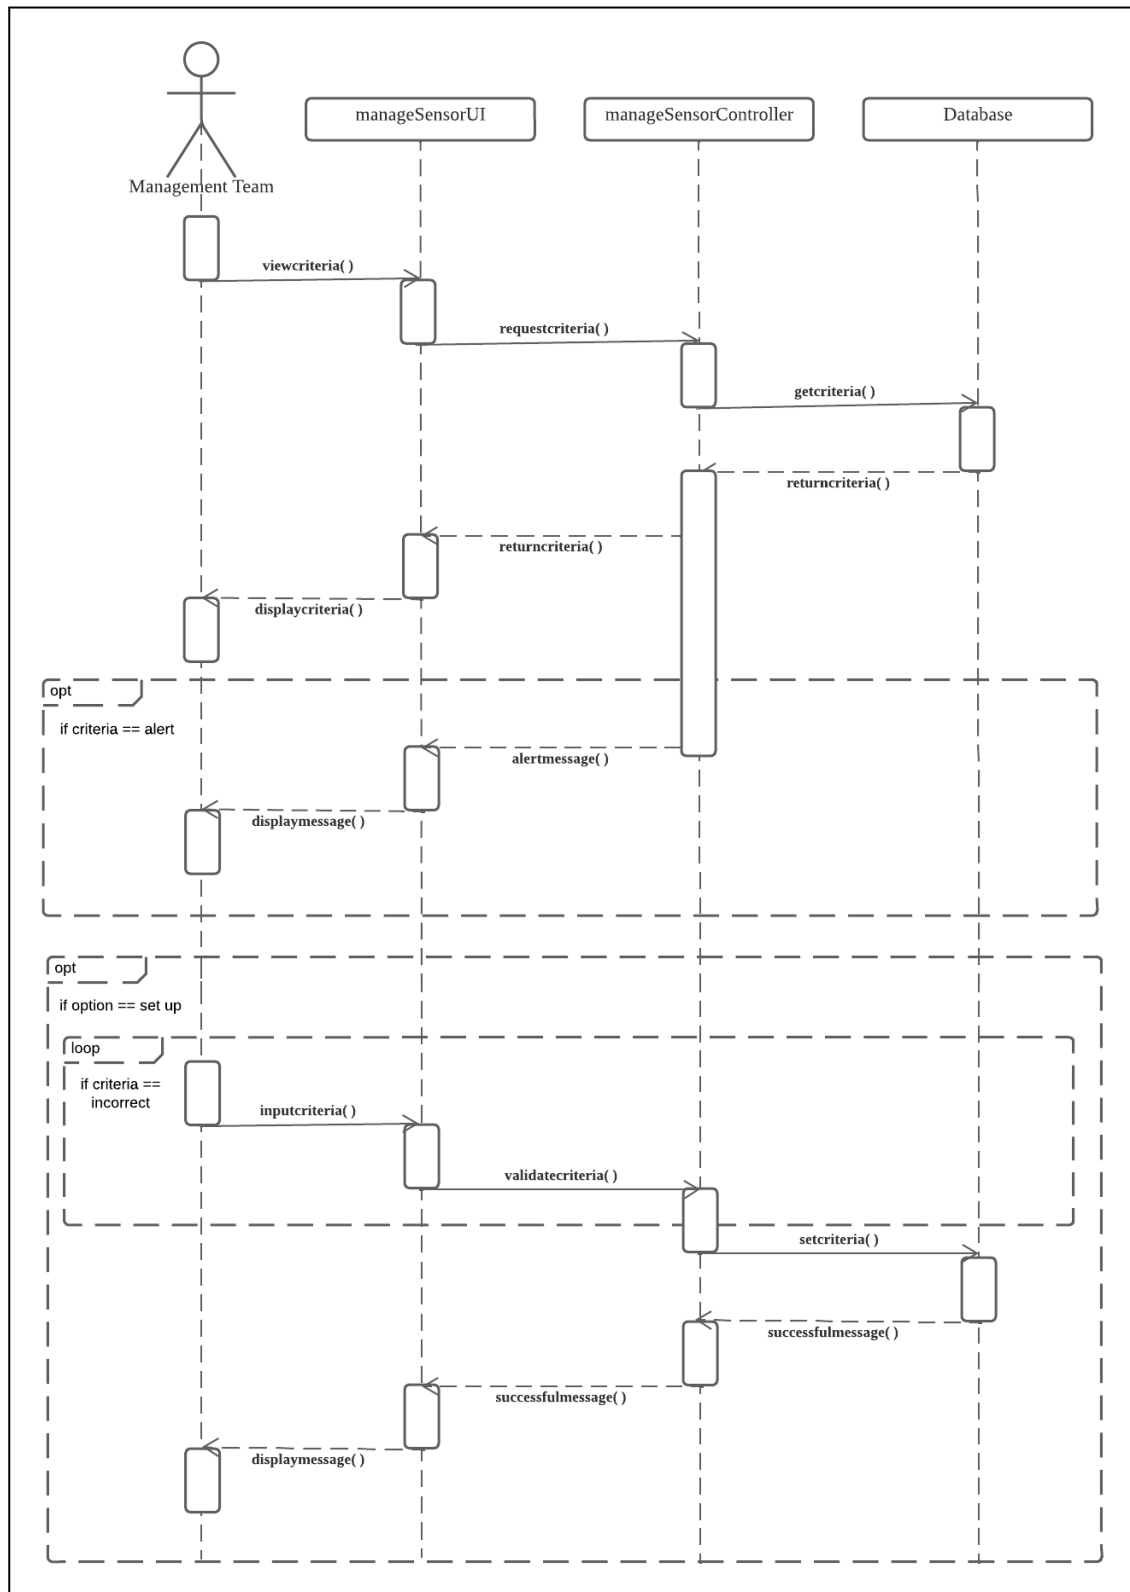 manageSensorUI
manageSensorController
Database
Management Team
viewcriteria( )
requestcriteria( )
getcriteria( )
returncriteria( )
returncriteria( )
displaycriteria( )
opt
if criteria == alert
alertmessage( )
displaymessage( )
opt
if option == set up
loop
if criteria ==
incorrect
inputcriteria( )
validatecriteria( )
setcriteria( )
successfulmessage( )
successfulmessage( )
displaymessage( )